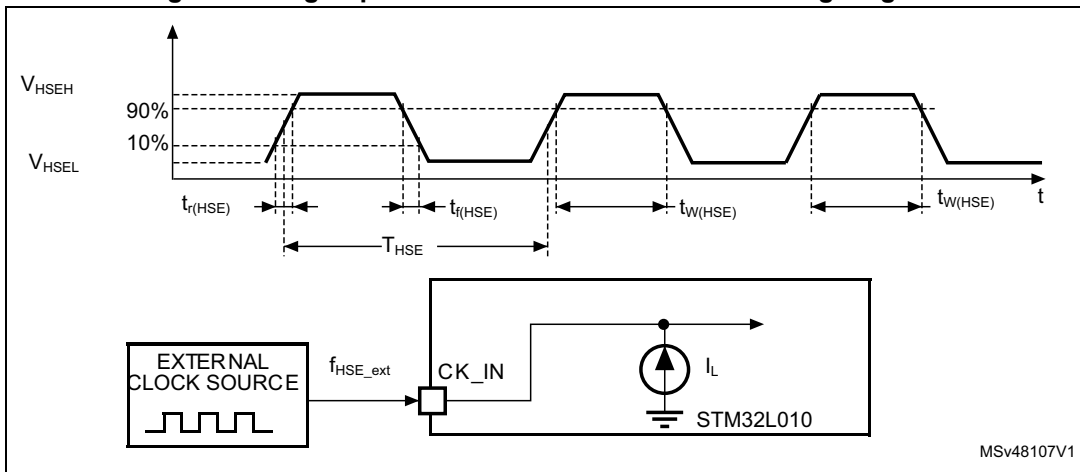 V_HSEH
90%
10%
V_HSEL
t_r(HSE)
t_f(HSE)
t_W(HSE)
t_W(HSE)
t
T_HSE
EXTERNAL
CLOCK SOURCE
f_HSE_ext
CK_IN
I_L
STM32L010
MSv48107V1